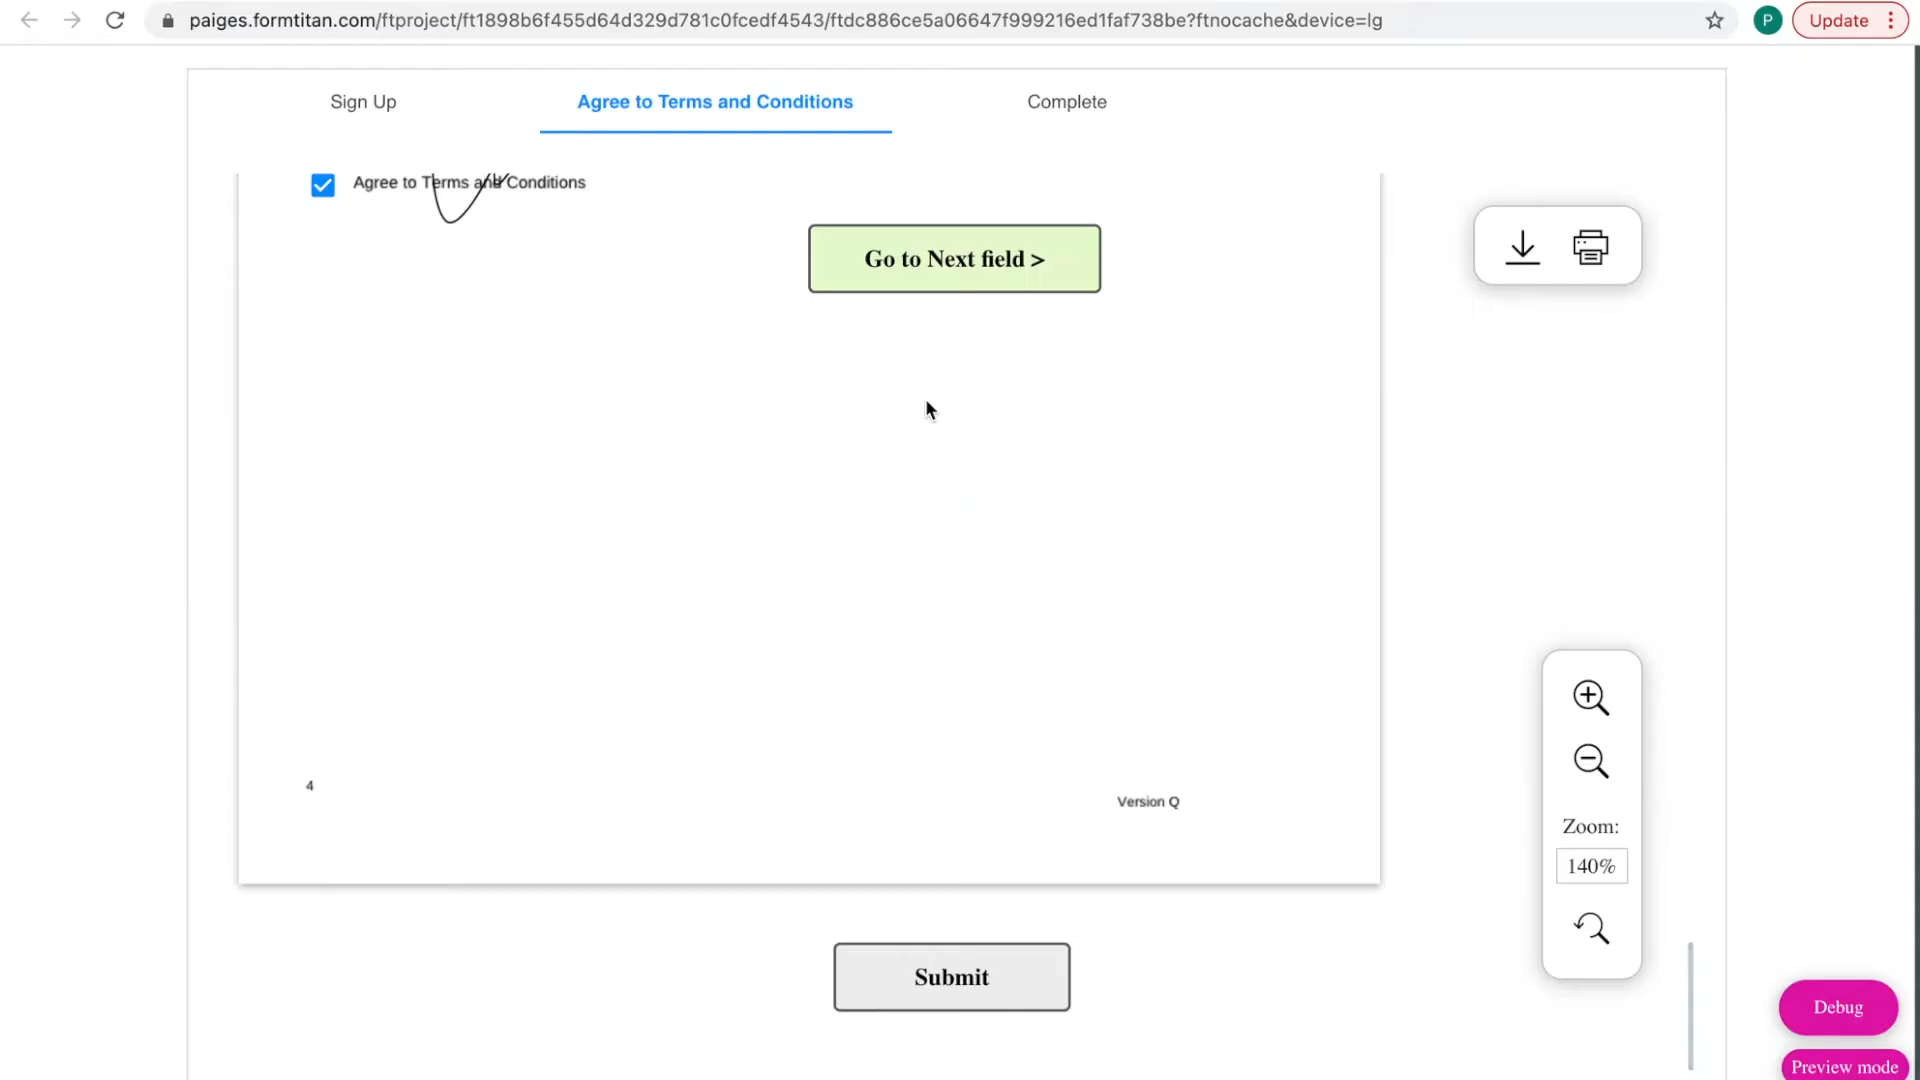 paiges.formtitan.com/ftproject/ft1898b6f455d64d329d781c0fcedf4543/ftdc886ce5a06647f999216ed1faf738be?ftnocache&device=lg
P
Update
Sign Up
Agree to Terms and Conditions
Complete
Agree to Terms and Conditions
Go to Next field >
4
Version Q
Zoom:
140%
Submit
Debug
Preview mode